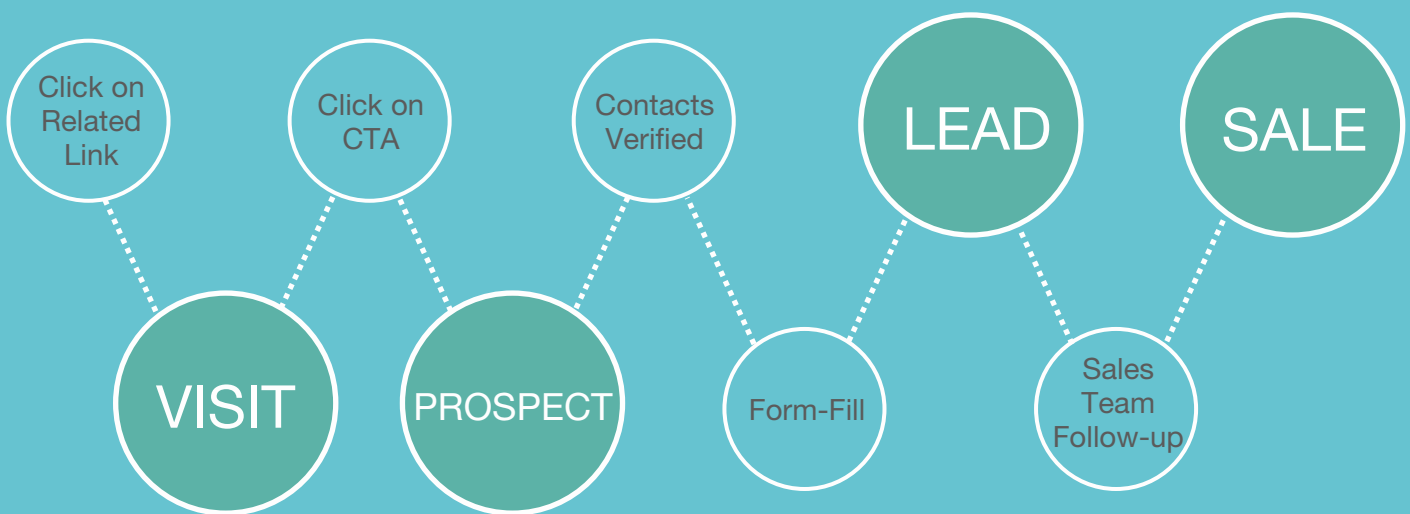 Click on
Related
Link
VISIT
Click on
CTA
PROSPECT
Contacts
Verified
Form-Fill
LEAD
Sales
Team
Follow-up
SALE